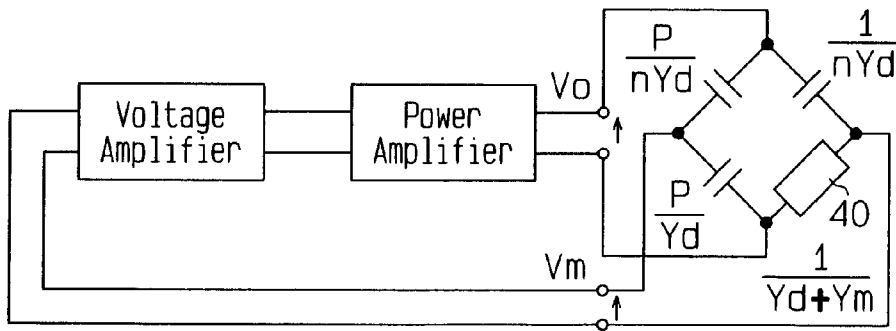 Voltage
Amplifier
Power
Amplifier
Vo
P
nYd
1
nYd
P
Yd
40
Vm
1
Yd+Ym